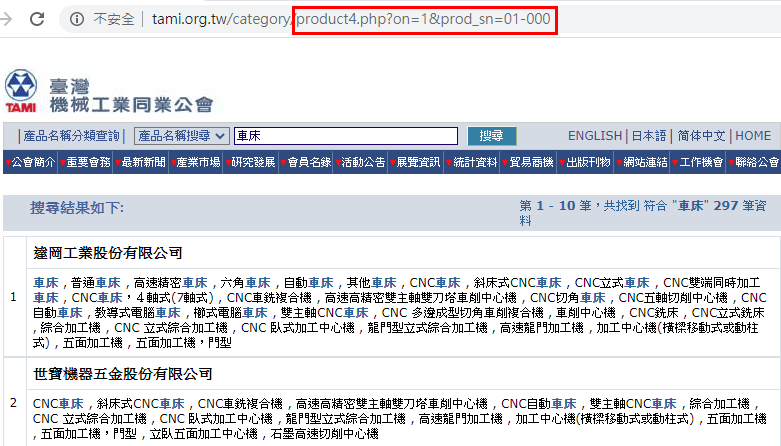 不安全 | tami.org.tw/category/product4.php?on=1&prod_sn=01-000
TAMI
臺灣
機械工業同業公會
|產品名稱分類查詢| 產品名稱搜尋 車床 搜尋 ENGLISH | 日本語 | 简体中文 | HOME
▼公會簡介 ▼重要會務 ▼最新新聞 ▼產業市場 ▼研究發展 ▼會員名錄 ▼活動公告 ▼展覽資訊 ▼統計資料 ▼貿易商機 ▼出版刊物 ▼網站連結 ▼工作機會 ▼聯絡公會
搜尋結果如下:
第 1 - 10 筆，共找到 符合 "車床" 297 筆資
料
岡工業股份有限公司
1
車床 , 普通車床 , 高速精密車床 , 六角車床 , 自動車床 , 其他車床 , CNC車床 , 斜床式CNC車床 , CNC立式車床 , CNC雙端同時加工
車床 , CNC車床，４軸式(7軸式) , CNC車銑複合機 , 高速高精密雙主軸雙刀塔車削中心機 , CNC切角車床 , CNC五軸切削中心機 , CNC
自動車床 , 教導式電腦車床 , 櫛式電腦車床 , 雙主軸CNC車床 , CNC 多邊成型切角車削複合機 , 車削中心機 , CNC銑床 , CNC立式銑床
, 綜合加工機 , CNC 立式綜合加工機 , CNC 臥式加工中心機 , 龍門型立式綜合加工機 , 高速龍門加工機 , 加工中心機(橫樑移動式或動柱
式) , 五面加工機 , 五面加工機，門型
世寶機器五金股份有限公司
2
CNC車床 , 斜床式CNC車床 , CNC車銑複合機 , 高速高精密雙主軸雙刀塔車削中心機 , CNC自動車床 , 雙主軸CNC車床 , 綜合加工機 ,
CNC 立式綜合加工機 , CNC 臥式加工中心機 , 龍門型立式綜合加工機 , 高速龍門加工機 , 加工中心機(橫樑移動式或動柱式) , 五面加工機 ,
五面加工機，門型 , 立臥五面加工中心機 , 石墨高速切削中心機